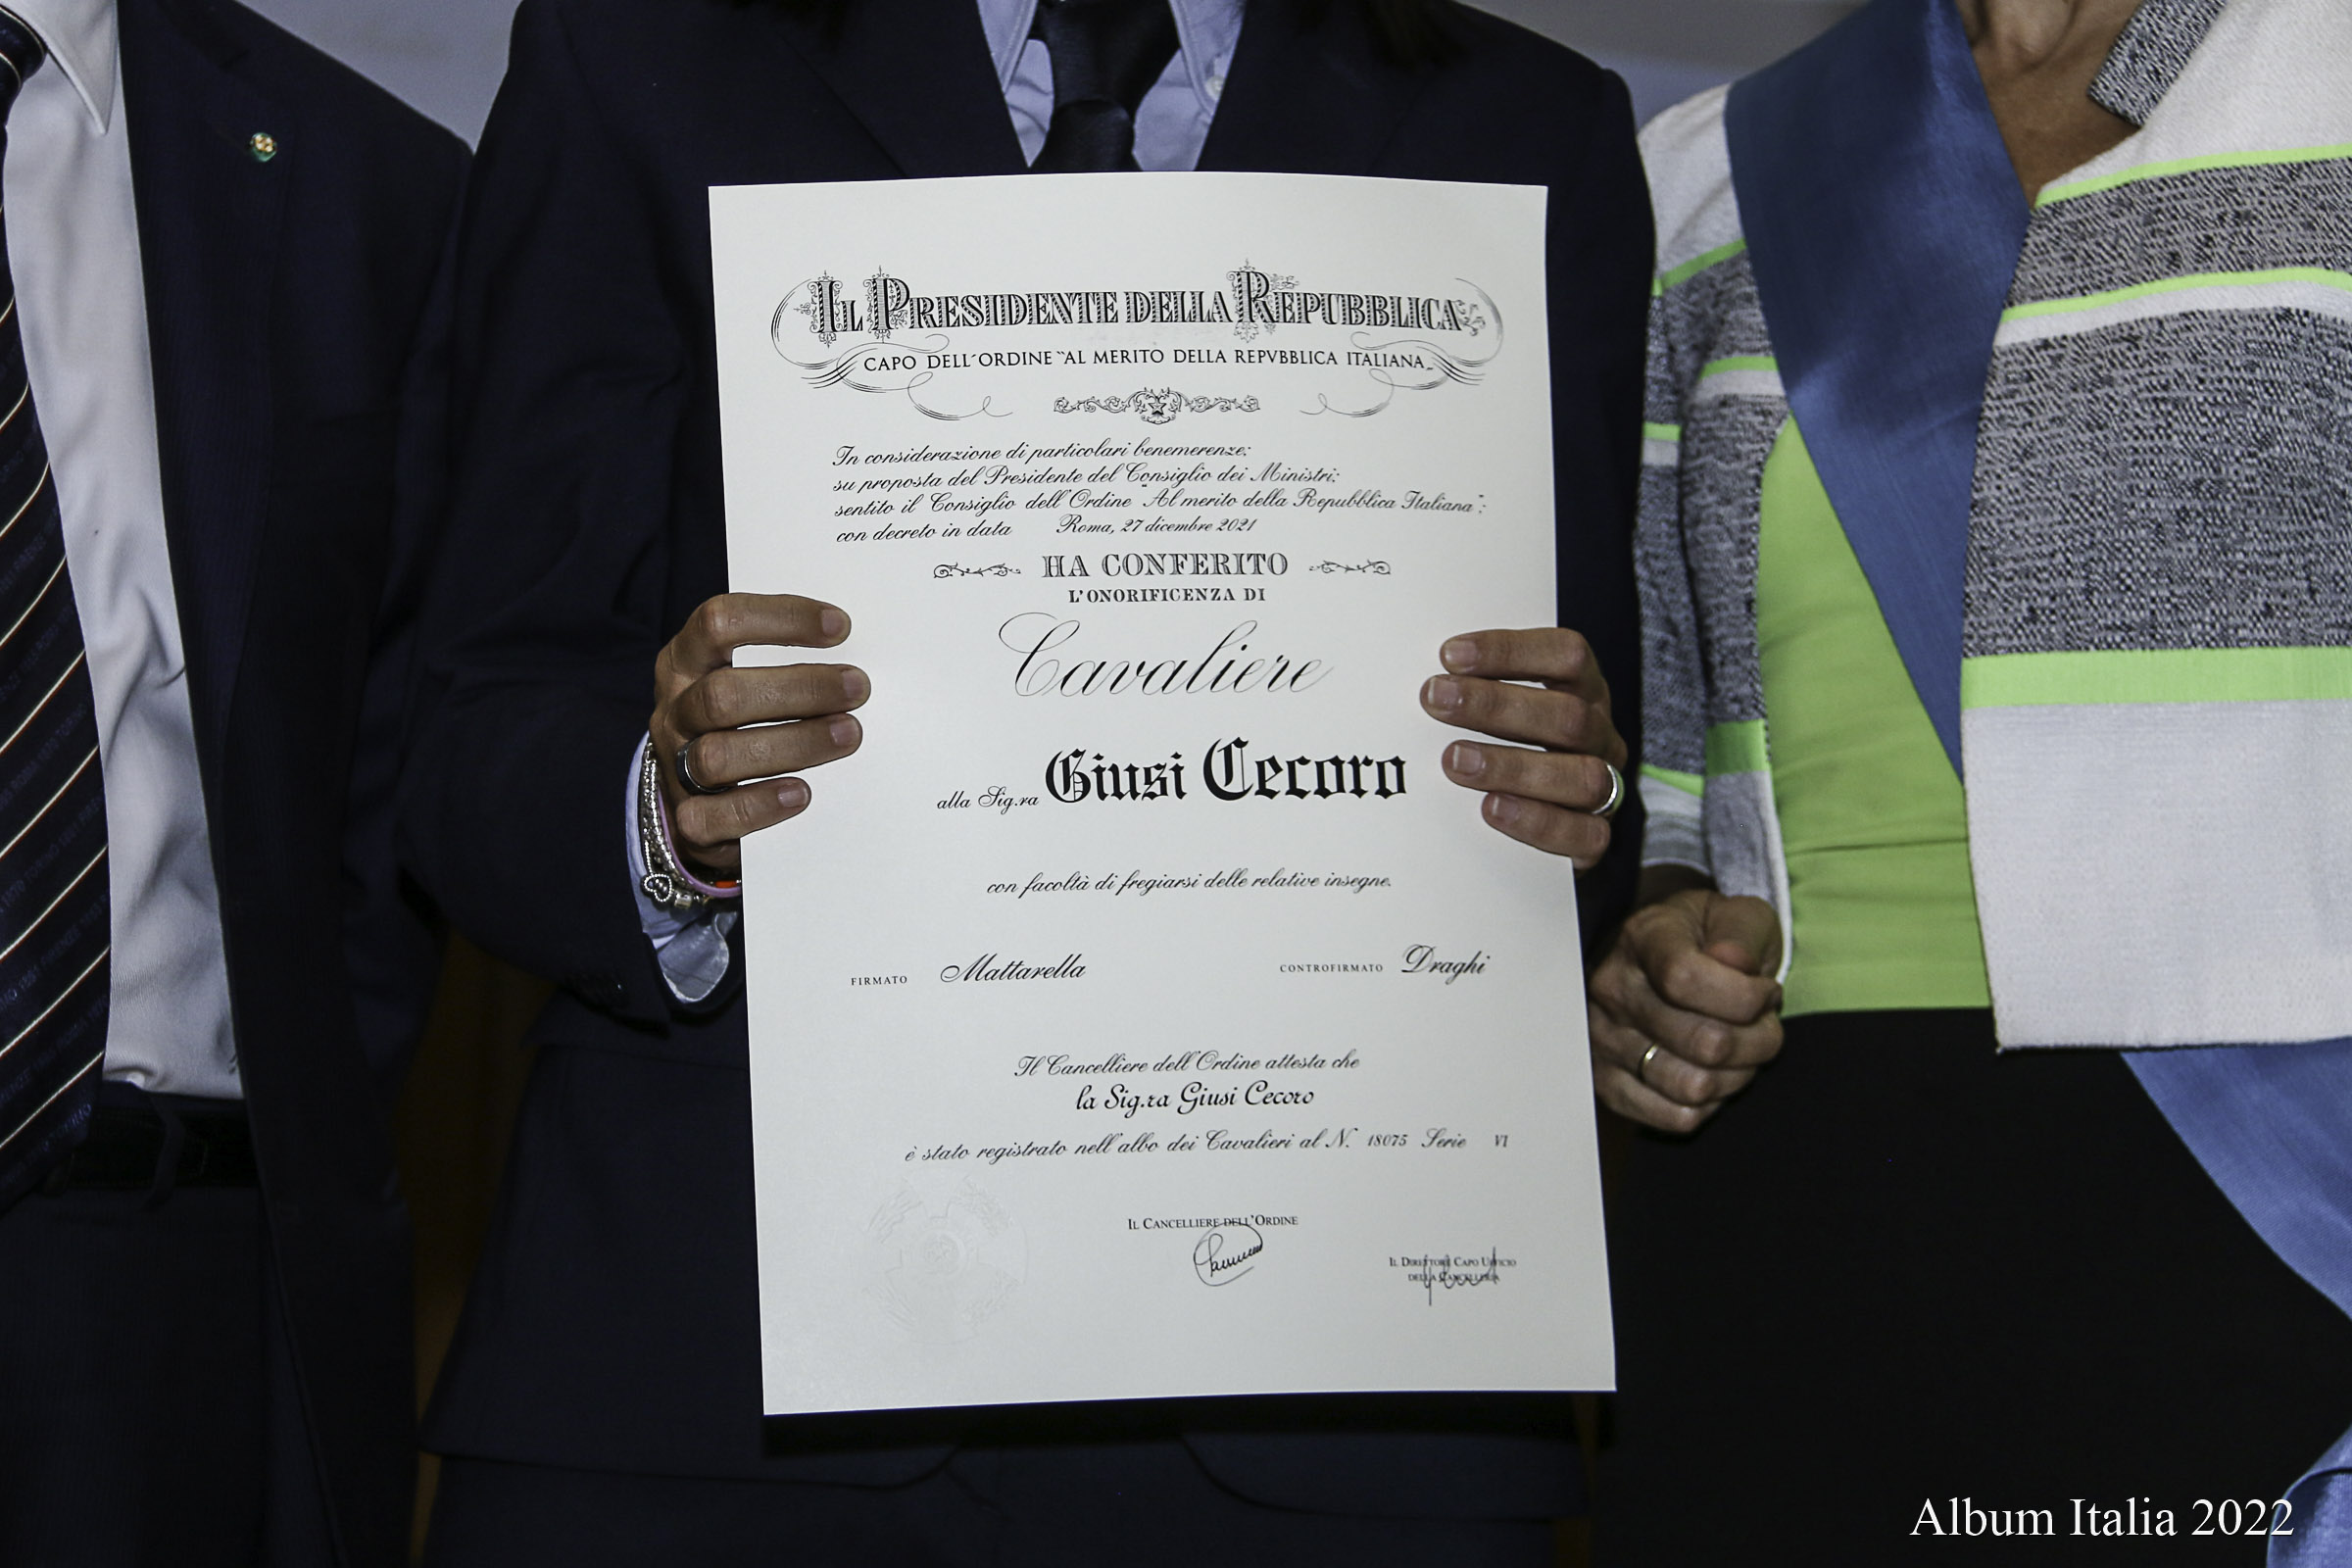 IL PRESIDENTE DELLA REPUBBLICA
CAPO DELL'ORDINE "AL MERITO DELLA REPVBBLICA ITALIANA„
In considerazione di particolari benemerenze;
su proposta del Presidente del Consiglio dei Ministri;
sentito il Consiglio dell'Ordine "Al merito della Repubblica Italiana";
con decreto in data Roma, 27 dicembre 2021
HA CONFERITO
L'ONORIFICENZA DI
Cavaliere
alla Sig.ra Giusi Cecoro
con facoltà di fregiarsi delle relative insegne.
FIRMATO Mattarella CONTROFIRMATO Draghi
Il Cancelliere dell'Ordine attesta che
la Sig.ra Giusi Cecoro
è stato registrato nell'albo dei Cavalieri al N. 18075 Serie VI
IL CANCELLIERE DELL'ORDINE
IL DIRETTORE CAPO UFFICIO
DELLA CANCELLERIA
Album Italia 2022